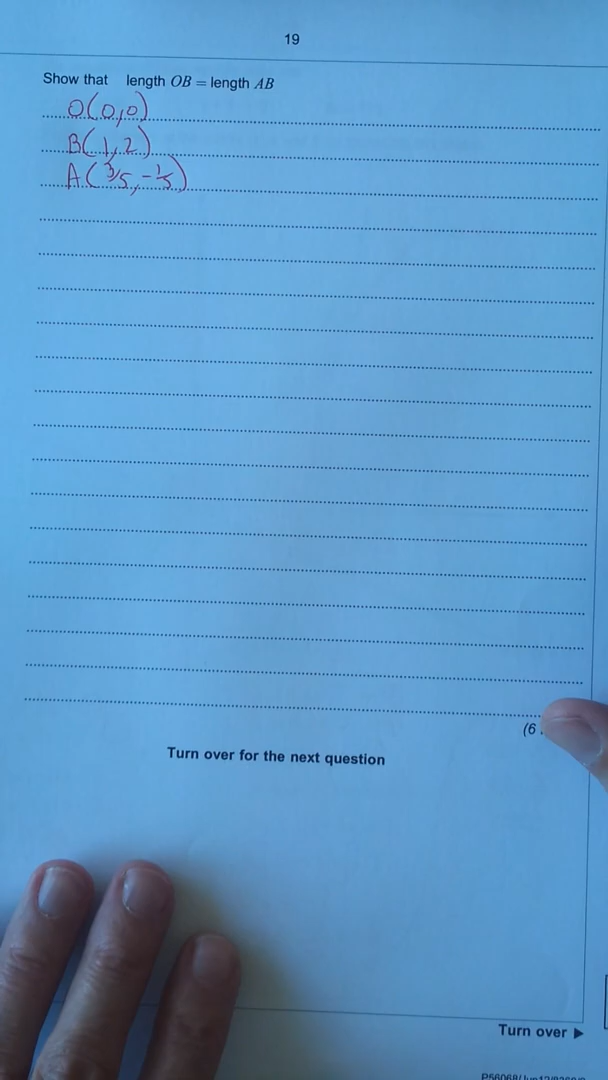 19
Show that length OB = length AB
O(0,0)
B(1,2)
A(3/5,-1/5)
(6
Turn over for the next question
Turn over ▶